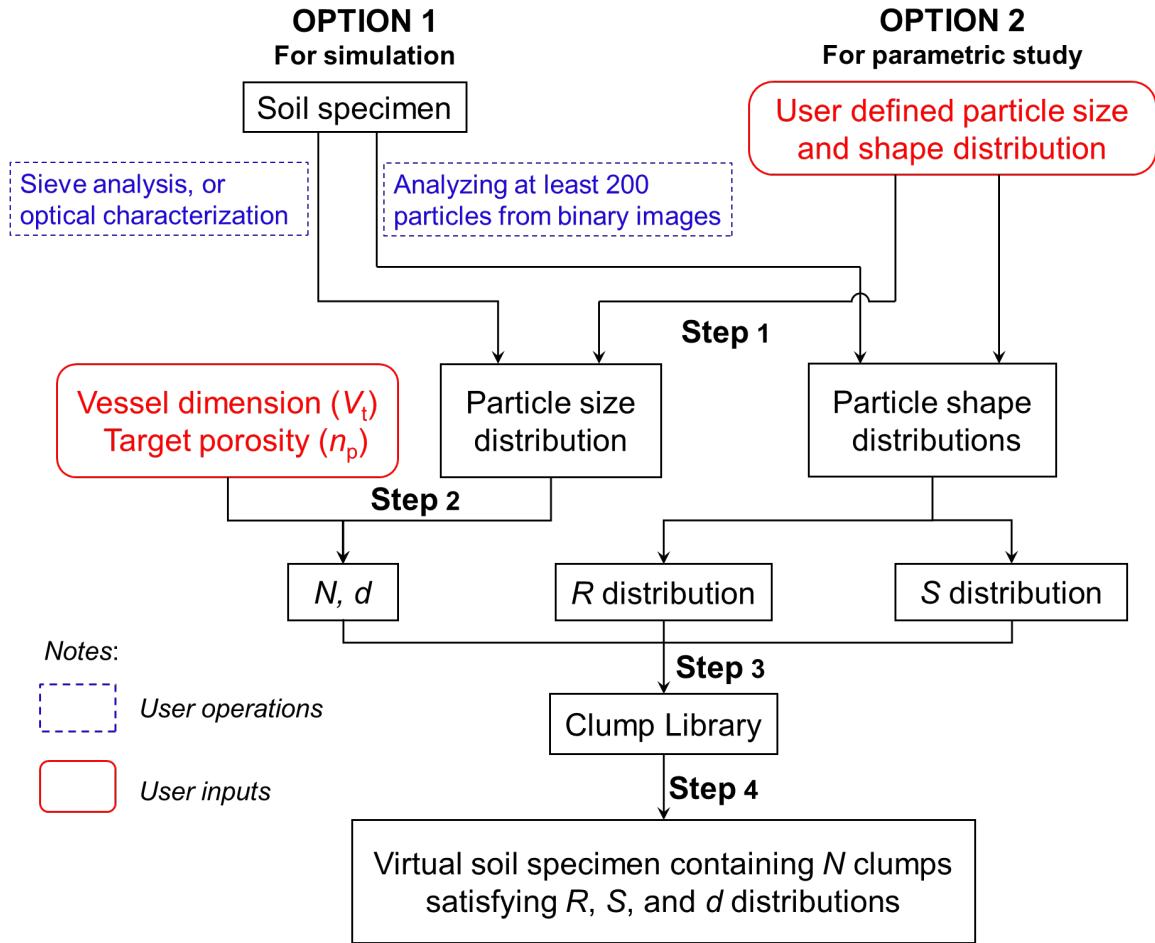 OPTION 1
For simulation
OPTION 2
For parametric study
Soil specimen
User defined particle size
and shape distribution
Sieve analysis, or
optical characterization
Analyzing at least 200
particles from binary images
Step 1
Vessel dimension (Vt)
Target porosity (np)
Particle size
distribution
Particle shape
distributions
Step 2
N, d
R distribution
S distribution
Notes:
User operations
User inputs
Step 3
Clump Library
Step 4
Virtual soil specimen containing N clumps
satisfying R, S, and d distributions